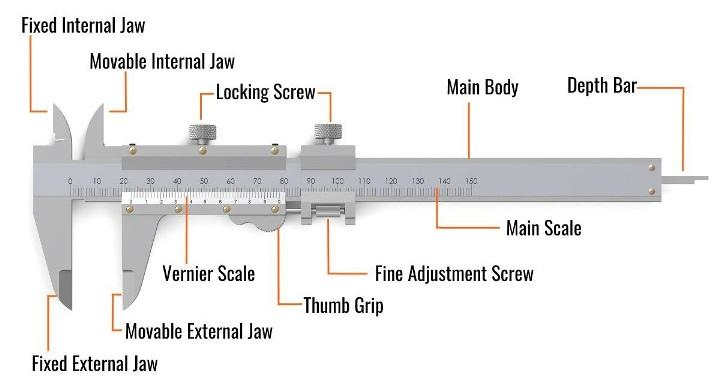 Fixed Internal Jaw
Movable Internal Jaw
Locking Screw
Main Body
Depth Bar
0 10 20 30 40 50 60 70 80 90 100 110 120 130 140 150
Main Scale
Vernier Scale
Fine Adjustment Screw
Thumb Grip
Movable External Jaw
Fixed External Jaw